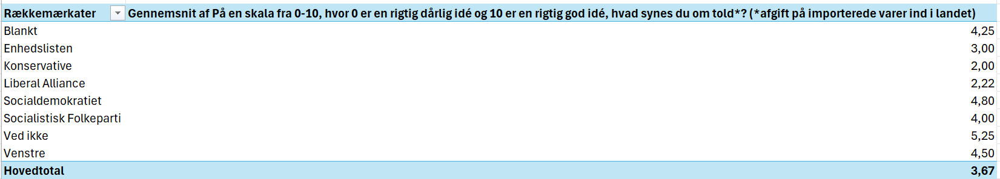 Rækkemærkater Gennemsnit af På en skala fra 0-10, hvor 0 er en rigtig dårlig idé og 10 er en rigtig god idé, hvad synes du om told*? (*afgift på importerede varer ind i landet)
Blankt 4,25
Enhedslisten 3,00
Konservative 2,00
Liberal Alliance 2,22
Socialdemokratiet 4,80
Socialistisk Folkeparti 4,00
Ved ikke 5,25
Venstre 4,50
Hovedtotal 3,67